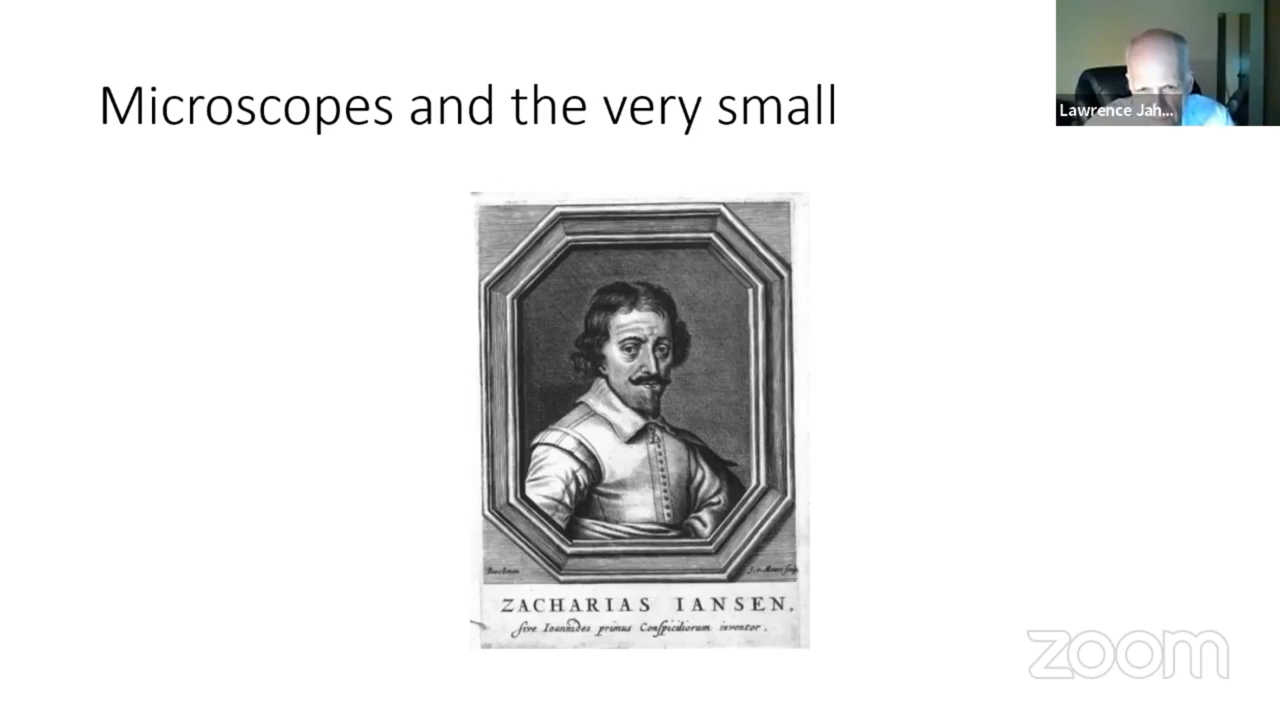 Microscopes and the very small
Lawrence Jah...
ZACHARIAS IANSEN,
ſive Ioannides primus Conſpiciliorum inventor.
zoom